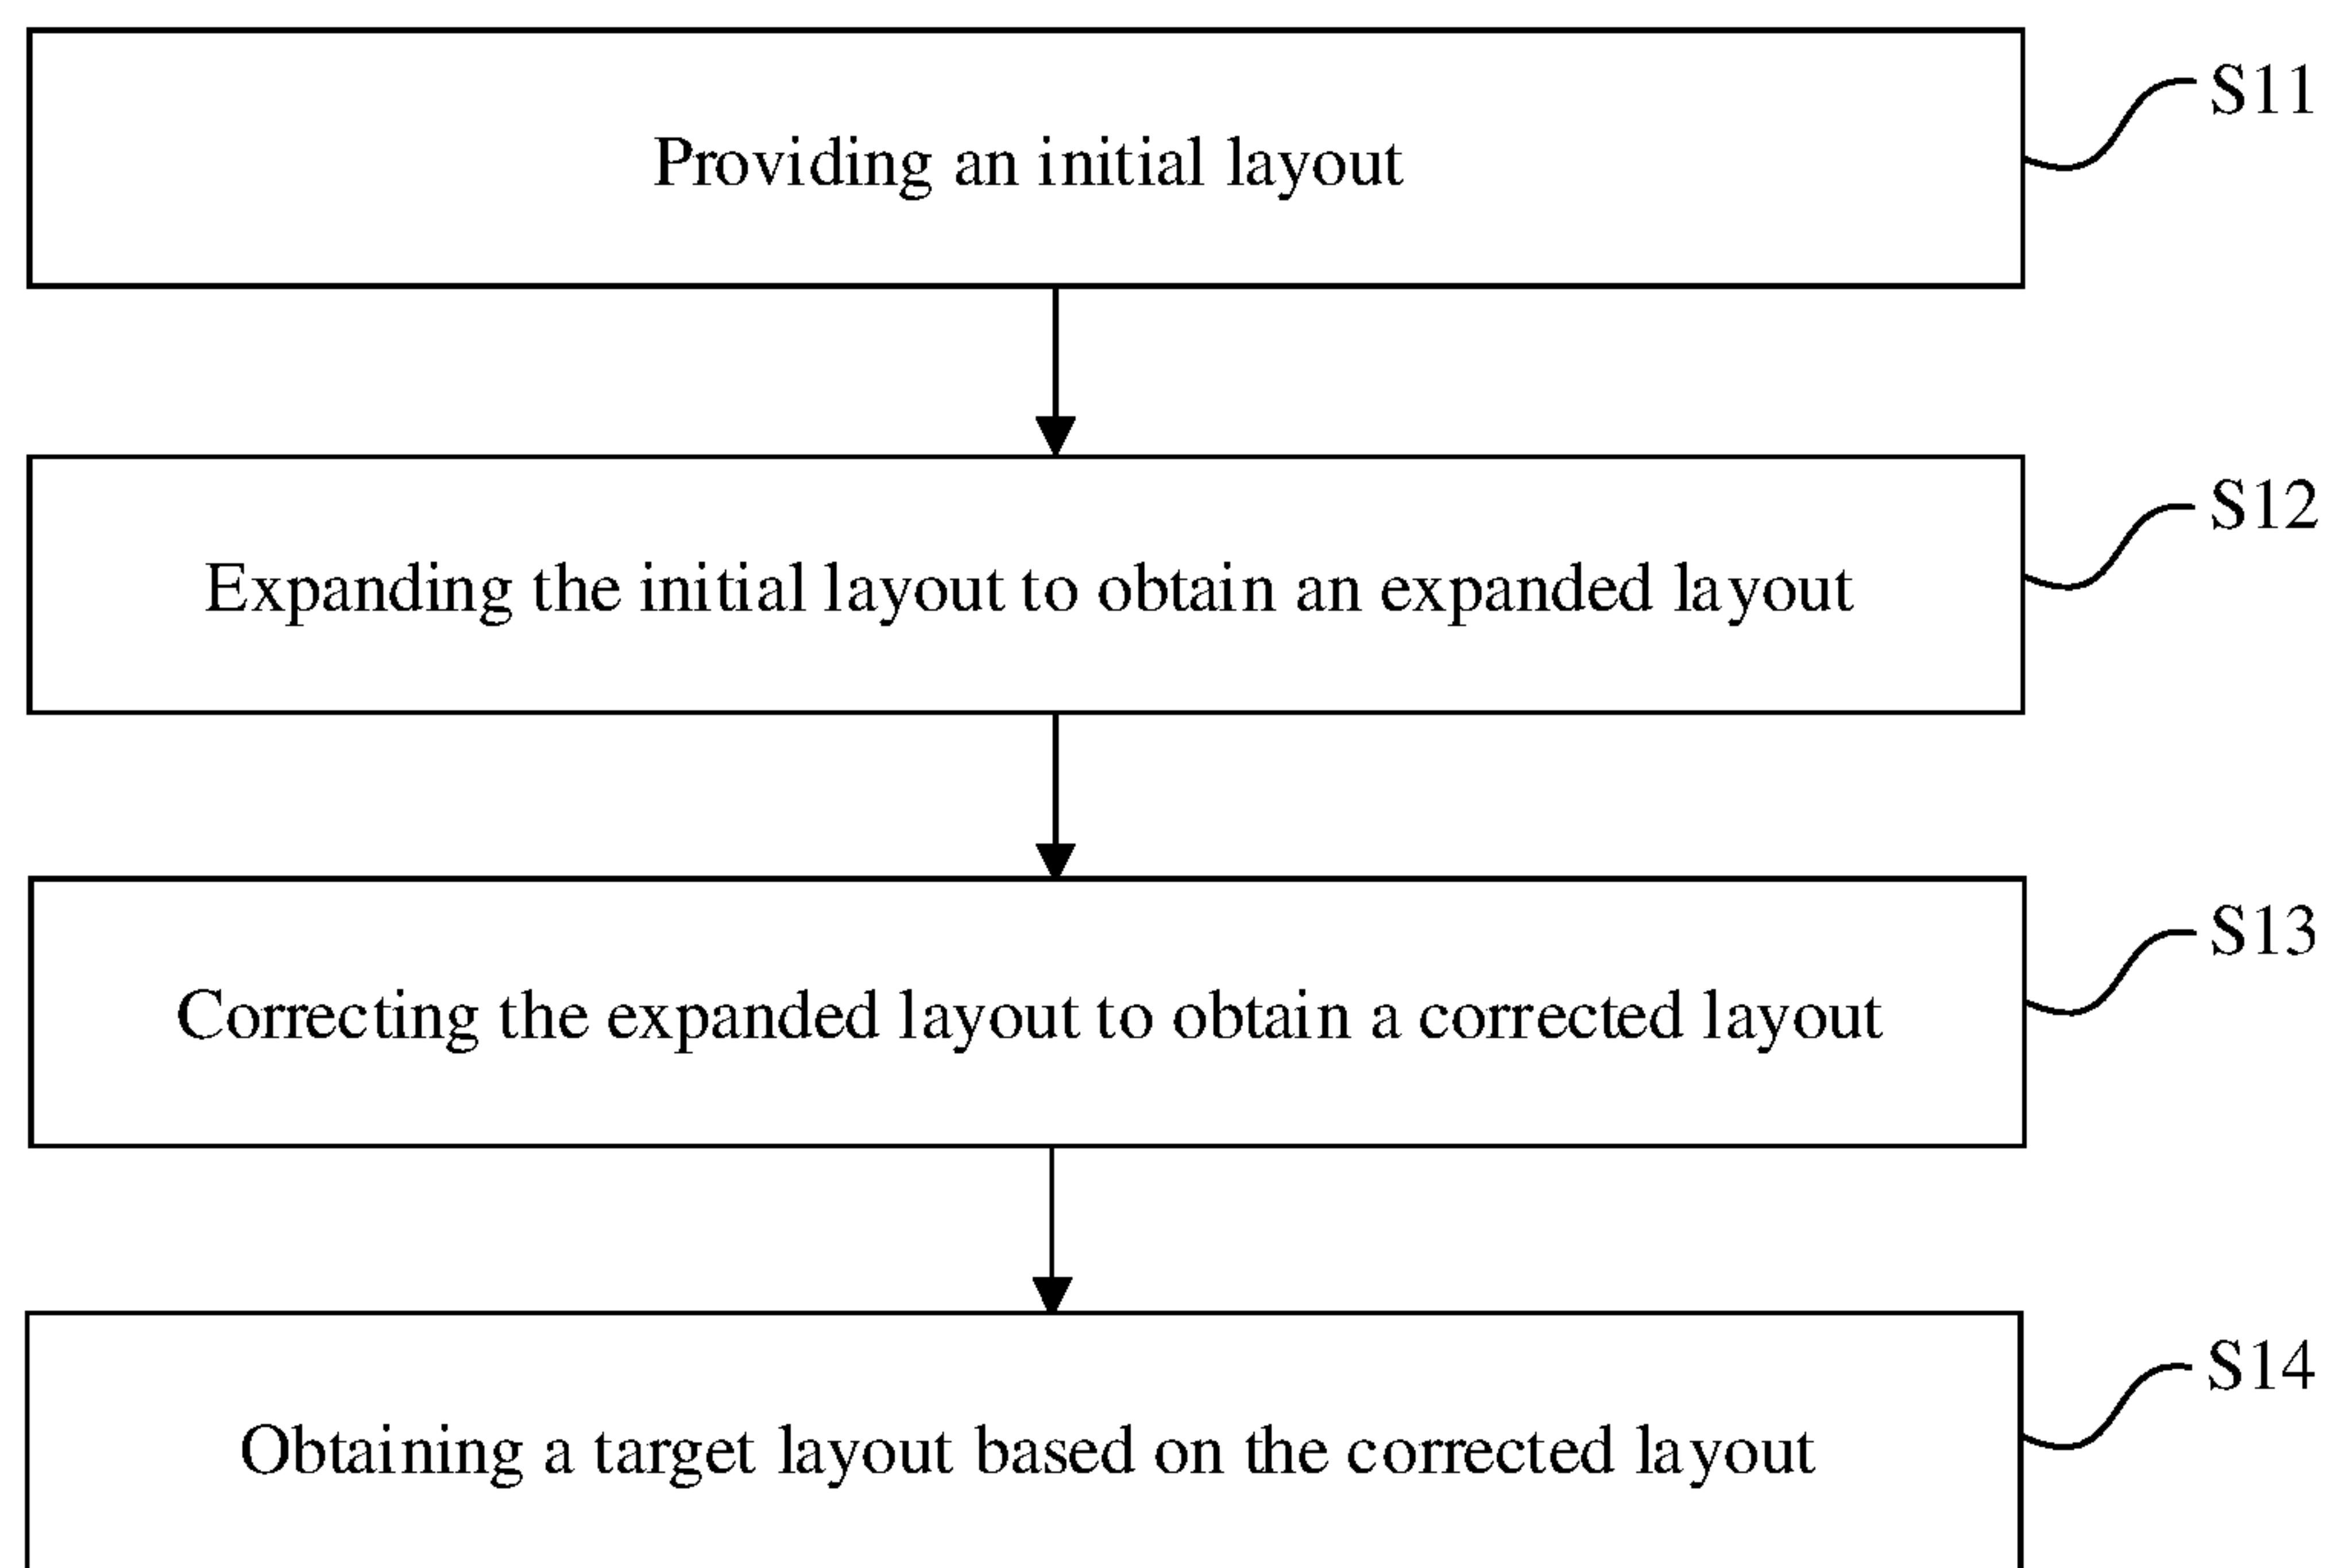 Providing an initial layout
S11
Expanding the initial layout to obtain an expanded layout
S12
Correcting the expanded layout to obtain a corrected layout
S13
Obtaining a target layout based on the corrected layout
S14